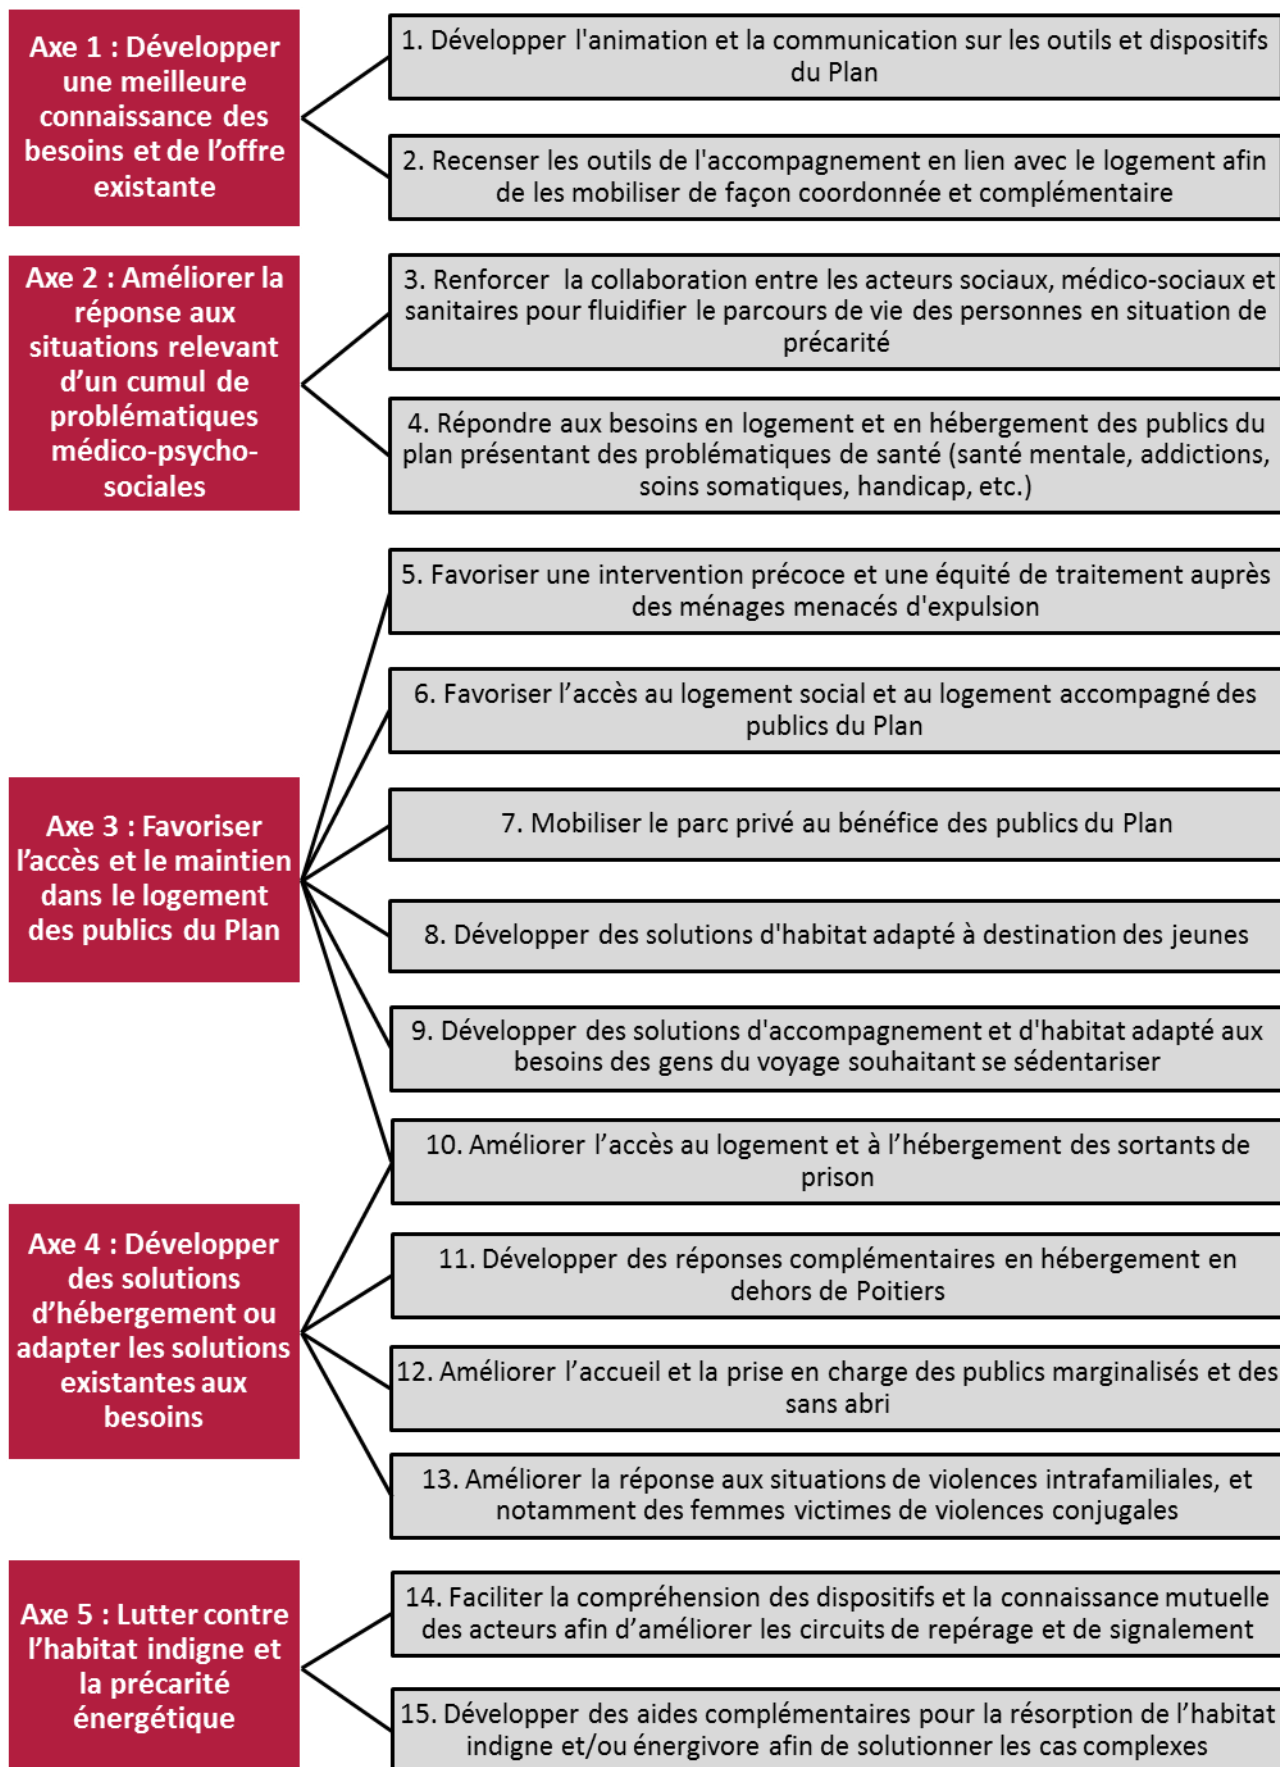 Axe 1 : Développer
une meilleure
connaissance des
besoins et de l’offre
existante
1. Développer l'animation et la communication sur les outils et dispositifs
du Plan
2. Recenser les outils de l'accompagnement en lien avec le logement afin
de les mobiliser de façon coordonnée et complémentaire
Axe 2 : Améliorer la
réponse aux
situations relevant
d’un cumul de
problématiques
médico-psycho-
sociales
3. Renforcer la collaboration entre les acteurs sociaux, médico-sociaux et
sanitaires pour fluidifier le parcours de vie des personnes en situation de
précarité
4. Répondre aux besoins en logement et en hébergement des publics du
plan présentant des problématiques de santé (santé mentale, addictions,
soins somatiques, handicap, etc.)
Axe 3 : Favoriser
l’accès et le maintien
dans le logement
des publics du Plan
5. Favoriser une intervention précoce et une équité de traitement auprès
des ménages menacés d'expulsion
6. Favoriser l’accès au logement social et au logement accompagné des
publics du Plan
7. Mobiliser le parc privé au bénéfice des publics du Plan
8. Développer des solutions d'habitat adapté à destination des jeunes
9. Développer des solutions d'accompagnement et d'habitat adapté aux
besoins des gens du voyage souhaitant se sédentariser
10. Améliorer l’accès au logement et à l’hébergement des sortants de
prison
Axe 4 : Développer
des solutions
d’hébergement ou
adapter les solutions
existantes aux
besoins
11. Développer des réponses complémentaires en hébergement en
dehors de Poitiers
12. Améliorer l’accueil et la prise en charge des publics marginalisés et des
sans abri
13. Améliorer la réponse aux situations de violences intrafamiliales, et
notamment des femmes victimes de violences conjugales
Axe 5 : Lutter contre
l’habitat indigne et
la précarité
énergétique
14. Faciliter la compréhension des dispositifs et la connaissance mutuelle
des acteurs afin d’améliorer les circuits de repérage et de signalement
15. Développer des aides complémentaires pour la résorption de l’habitat
indigne et/ou énergivore afin de solutionner les cas complexes